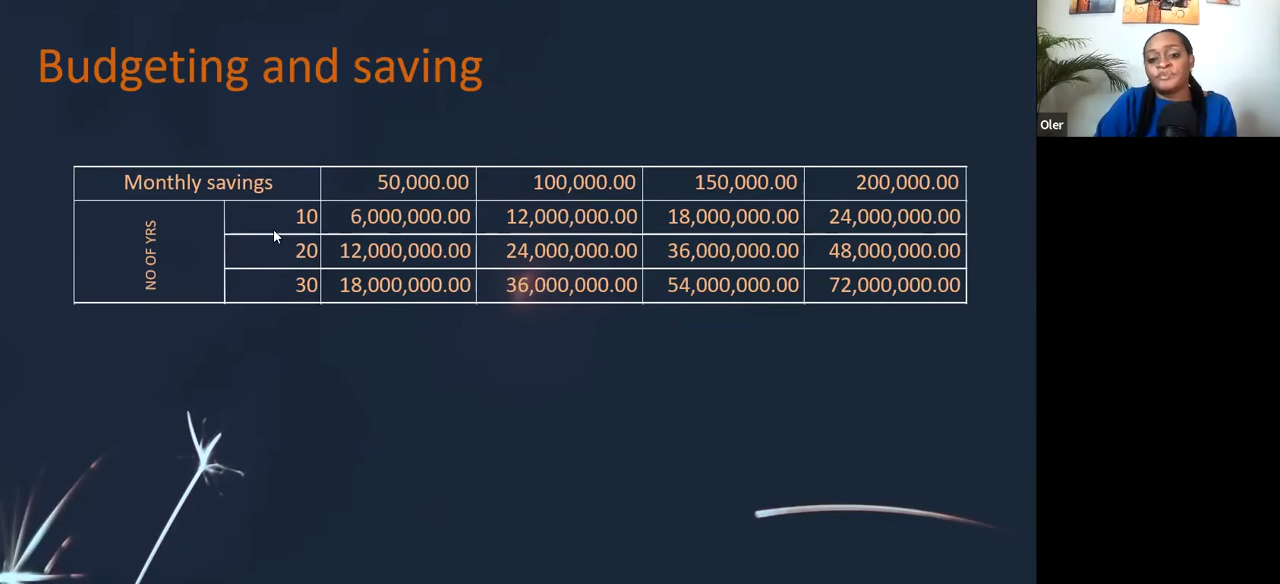 Budgeting and saving
Oler
Monthly savings 50,000.00 100,000.00 150,000.00 200,000.00
NO OF YRS
10 6,000,000.00 12,000,000.00 18,000,000.00 24,000,000.00
20 12,000,000.00 24,000,000.00 36,000,000.00 48,000,000.00
30 18,000,000.00 36,000,000.00 54,000,000.00 72,000,000.00